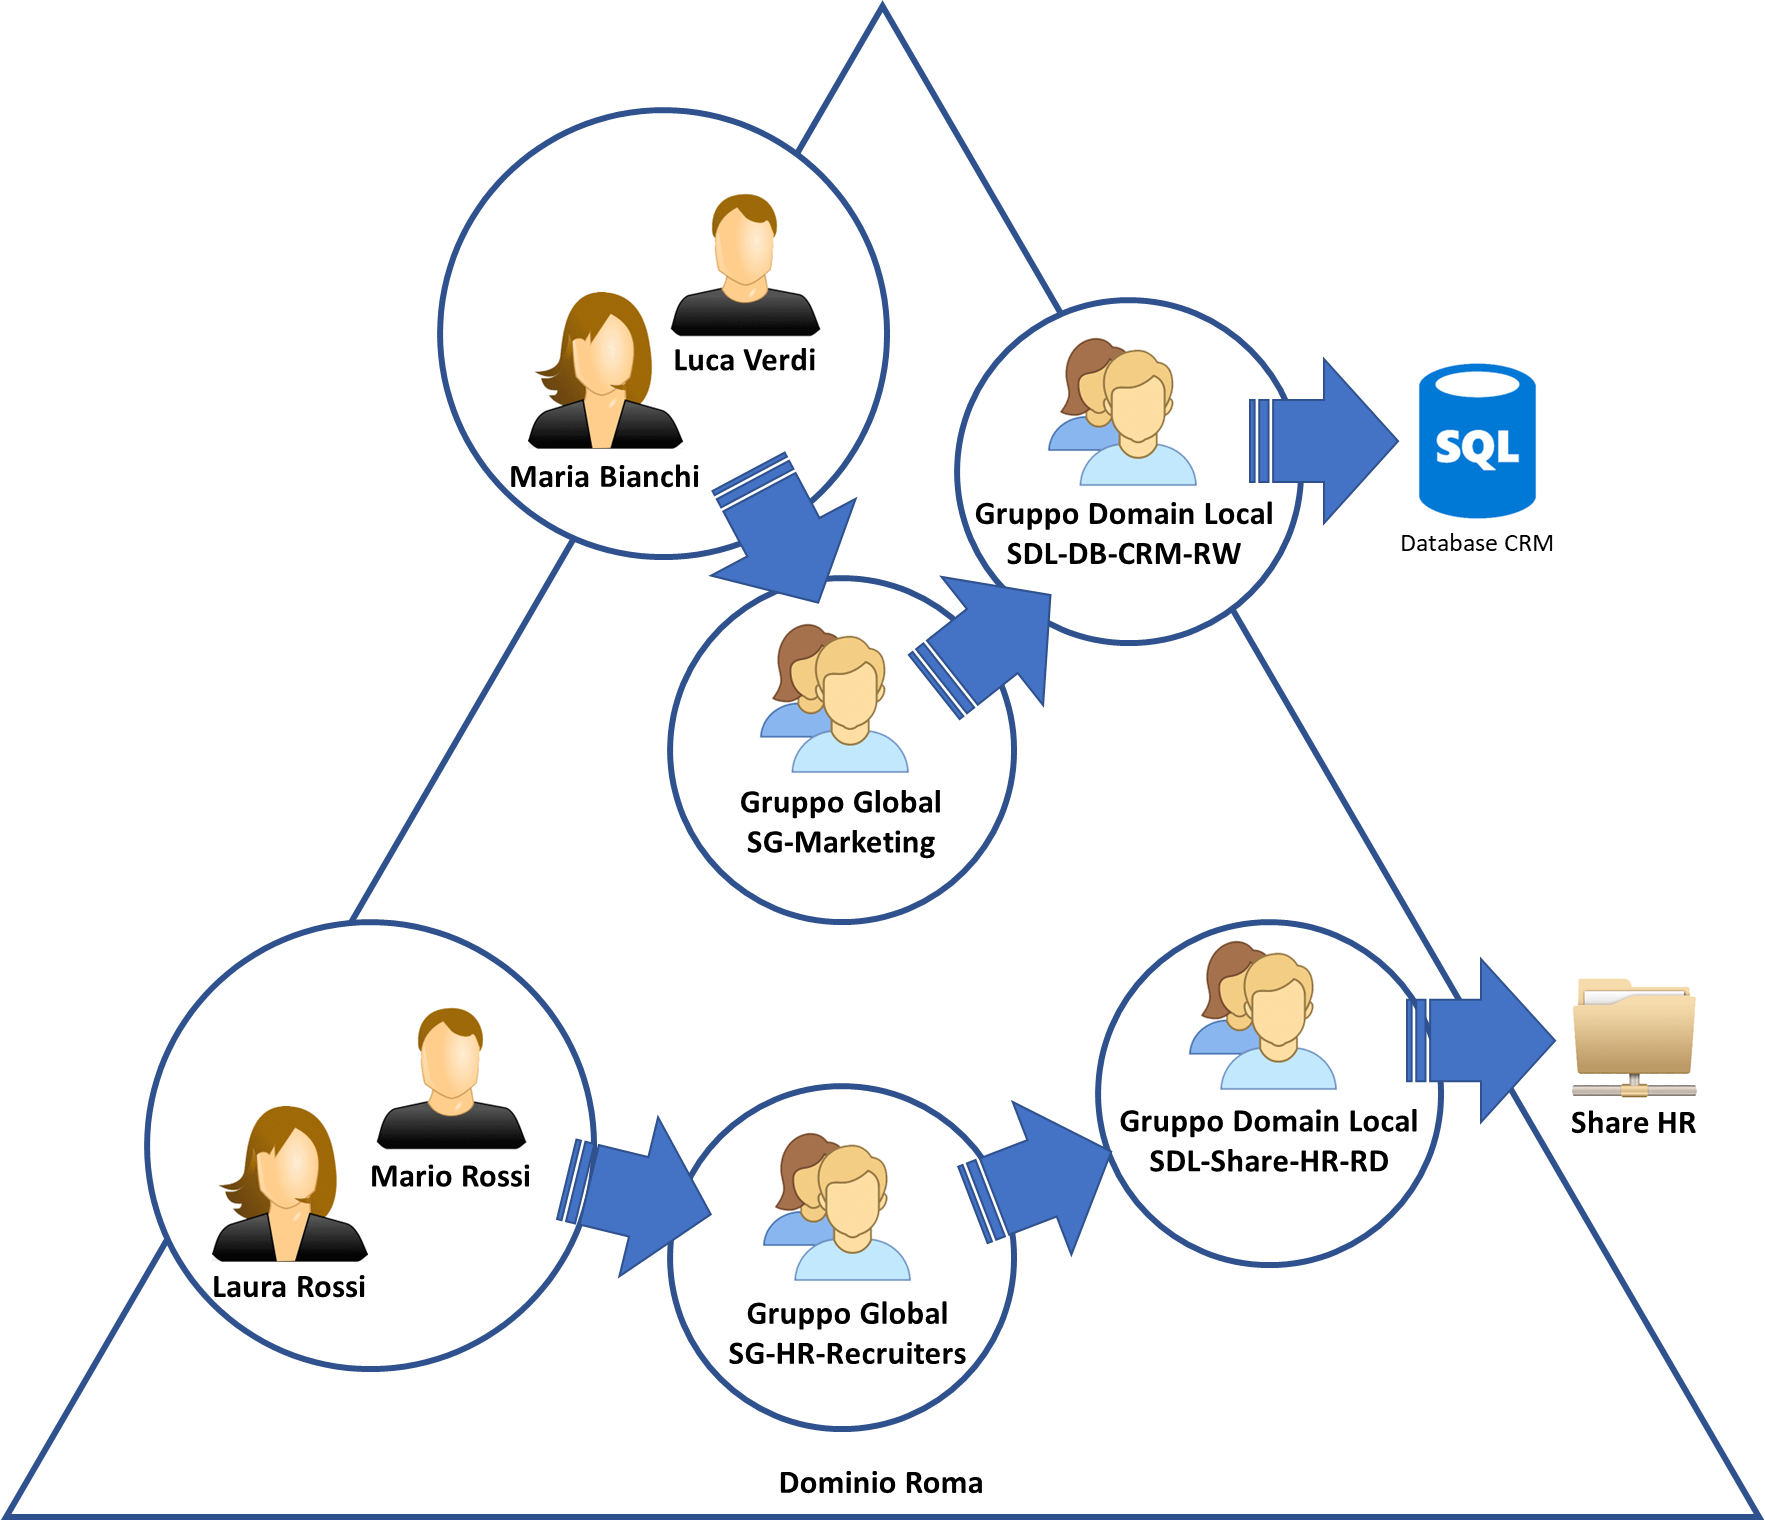 Luca Verdi
Maria Bianchi
Gruppo Domain Local
SDL-DB-CRM-RW
SQL
Database CRM
Gruppo Global
SG-Marketing
Mario Rossi
Laura Rossi
Gruppo Global
SG-HR-Recruiters
Gruppo Domain Local
SDL-Share-HR-RD
Share HR
Dominio Roma